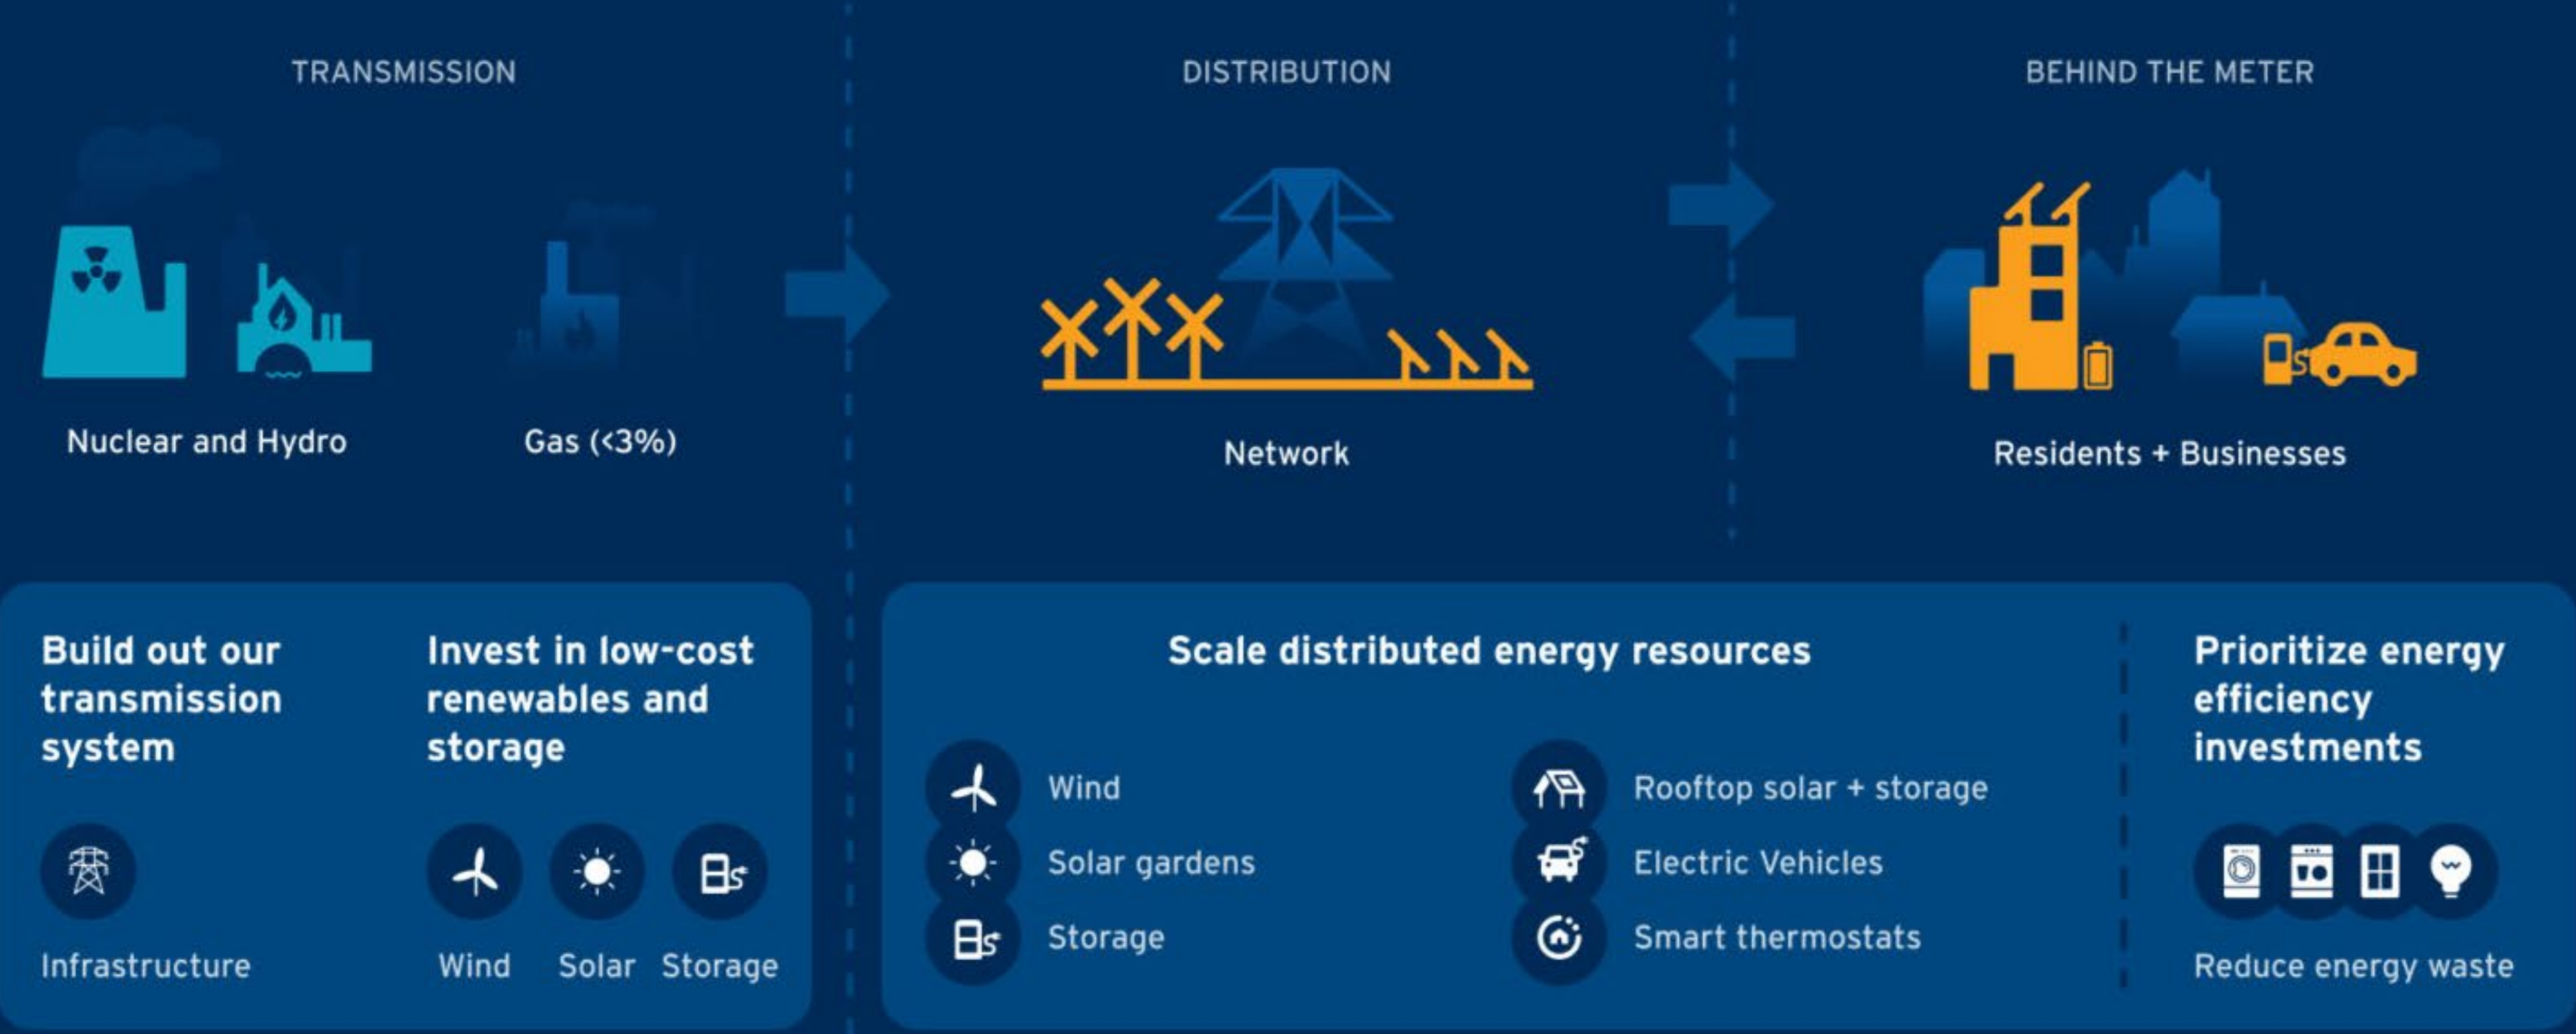 TRANSMISSION
DISTRIBUTION
BEHIND THE METER
Nuclear and Hydro
Gas (<3%)
Network
Residents + Businesses
Build out our
transmission
system
Infrastructure
Invest in low-cost
renewables and
storage
Wind
Solar
Storage
Scale distributed energy resources
Wind
Solar gardens
Storage
Rooftop solar + storage
Electric Vehicles
Smart thermostats
Prioritize energy
efficiency
investments
Reduce energy waste